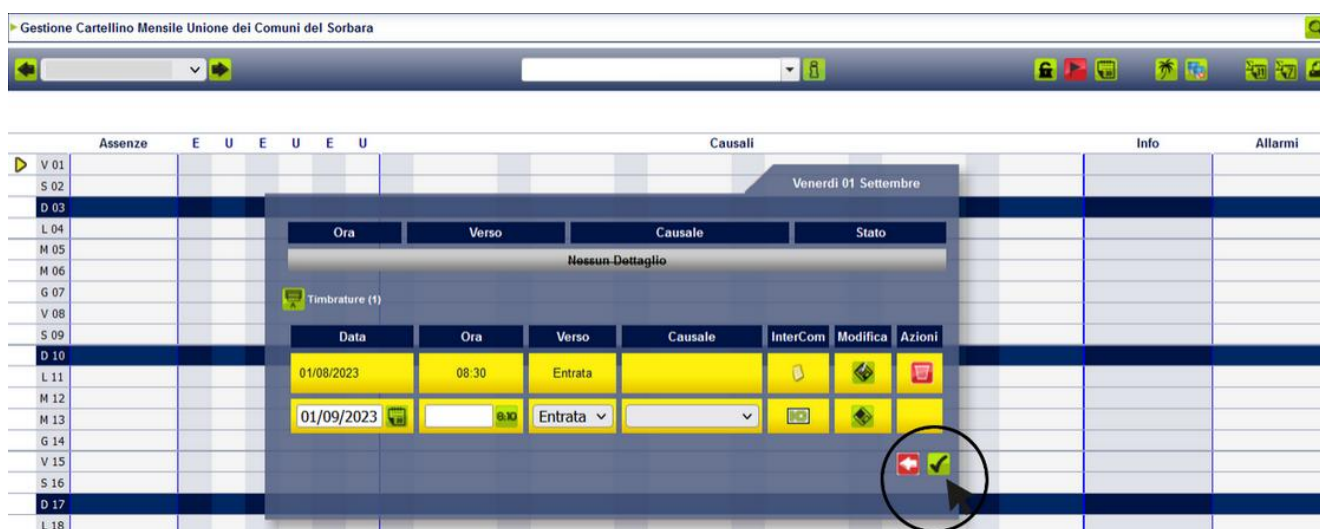 Gestione Cartellino Mensile Unione dei Comuni del Sorbara
Assenze E U E U E U Causali Info Allarmi
V 01
Venerdì 01 Settembre
S 02
D 03
L 04
Ora Verso Causale Stato
M 05
Nessun Dettaglio
M 06
G 07
Timbrature (1)
V 08
S 09
Data Ora Verso Causale InterCom Modifica Azioni
D 10
L 11
01/08/2023 08:30 Entrata
M 12
M 13
01/09/2023 Entrata
G 14
V 15
S 16
D 17
L 18